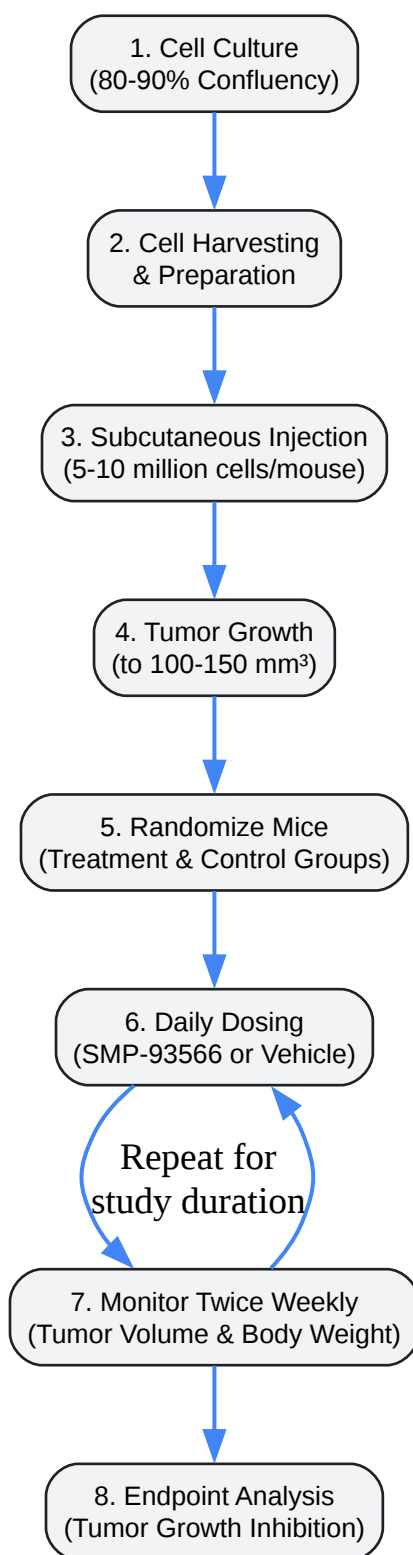 1. Cell Culture
(80-90% Confluency)
2. Cell Harvesting
& Preparation
3. Subcutaneous Injection
(5-10 million cells/mouse)
4. Tumor Growth
(to 100-150 mm³)
5. Randomize Mice
(Treatment & Control Groups)
6. Daily Dosing
(SMP-93566 or Vehicle)
Repeat for
study duration
7. Monitor Twice Weekly
(Tumor Volume & Body Weight)
8. Endpoint Analysis
(Tumor Growth Inhibition)